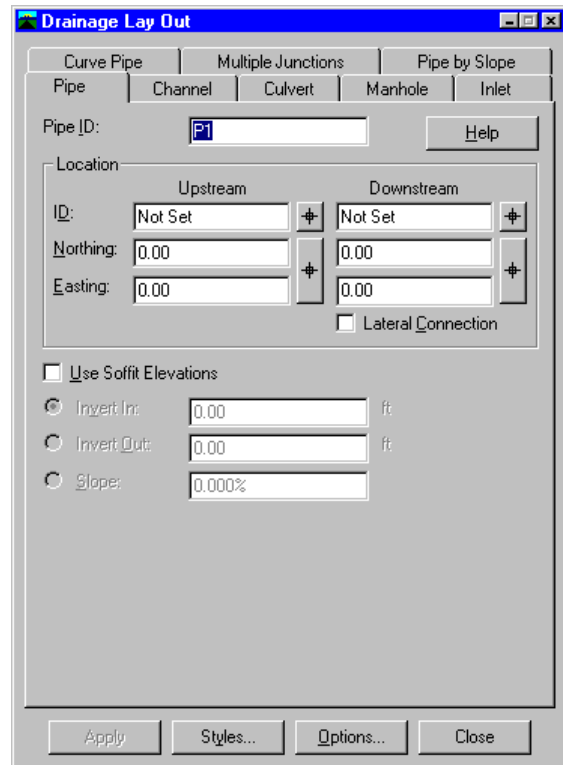 Drainage Lay Out
Curve Pipe Multiple Junctions Pipe by Slope
Pipe Channel Culvert Manhole Inlet
Pipe ID: P1 Help
Location
Upstream Downstream
ID: Not Set Not Set
Northing: 0.00 0.00
Easting: 0.00 0.00
Lateral Connection
Use Soffit Elevations
Invert In: 0.00 ft
Invert Out: 0.00 ft
Slope: 0.000%
Apply Styles... Options... Close